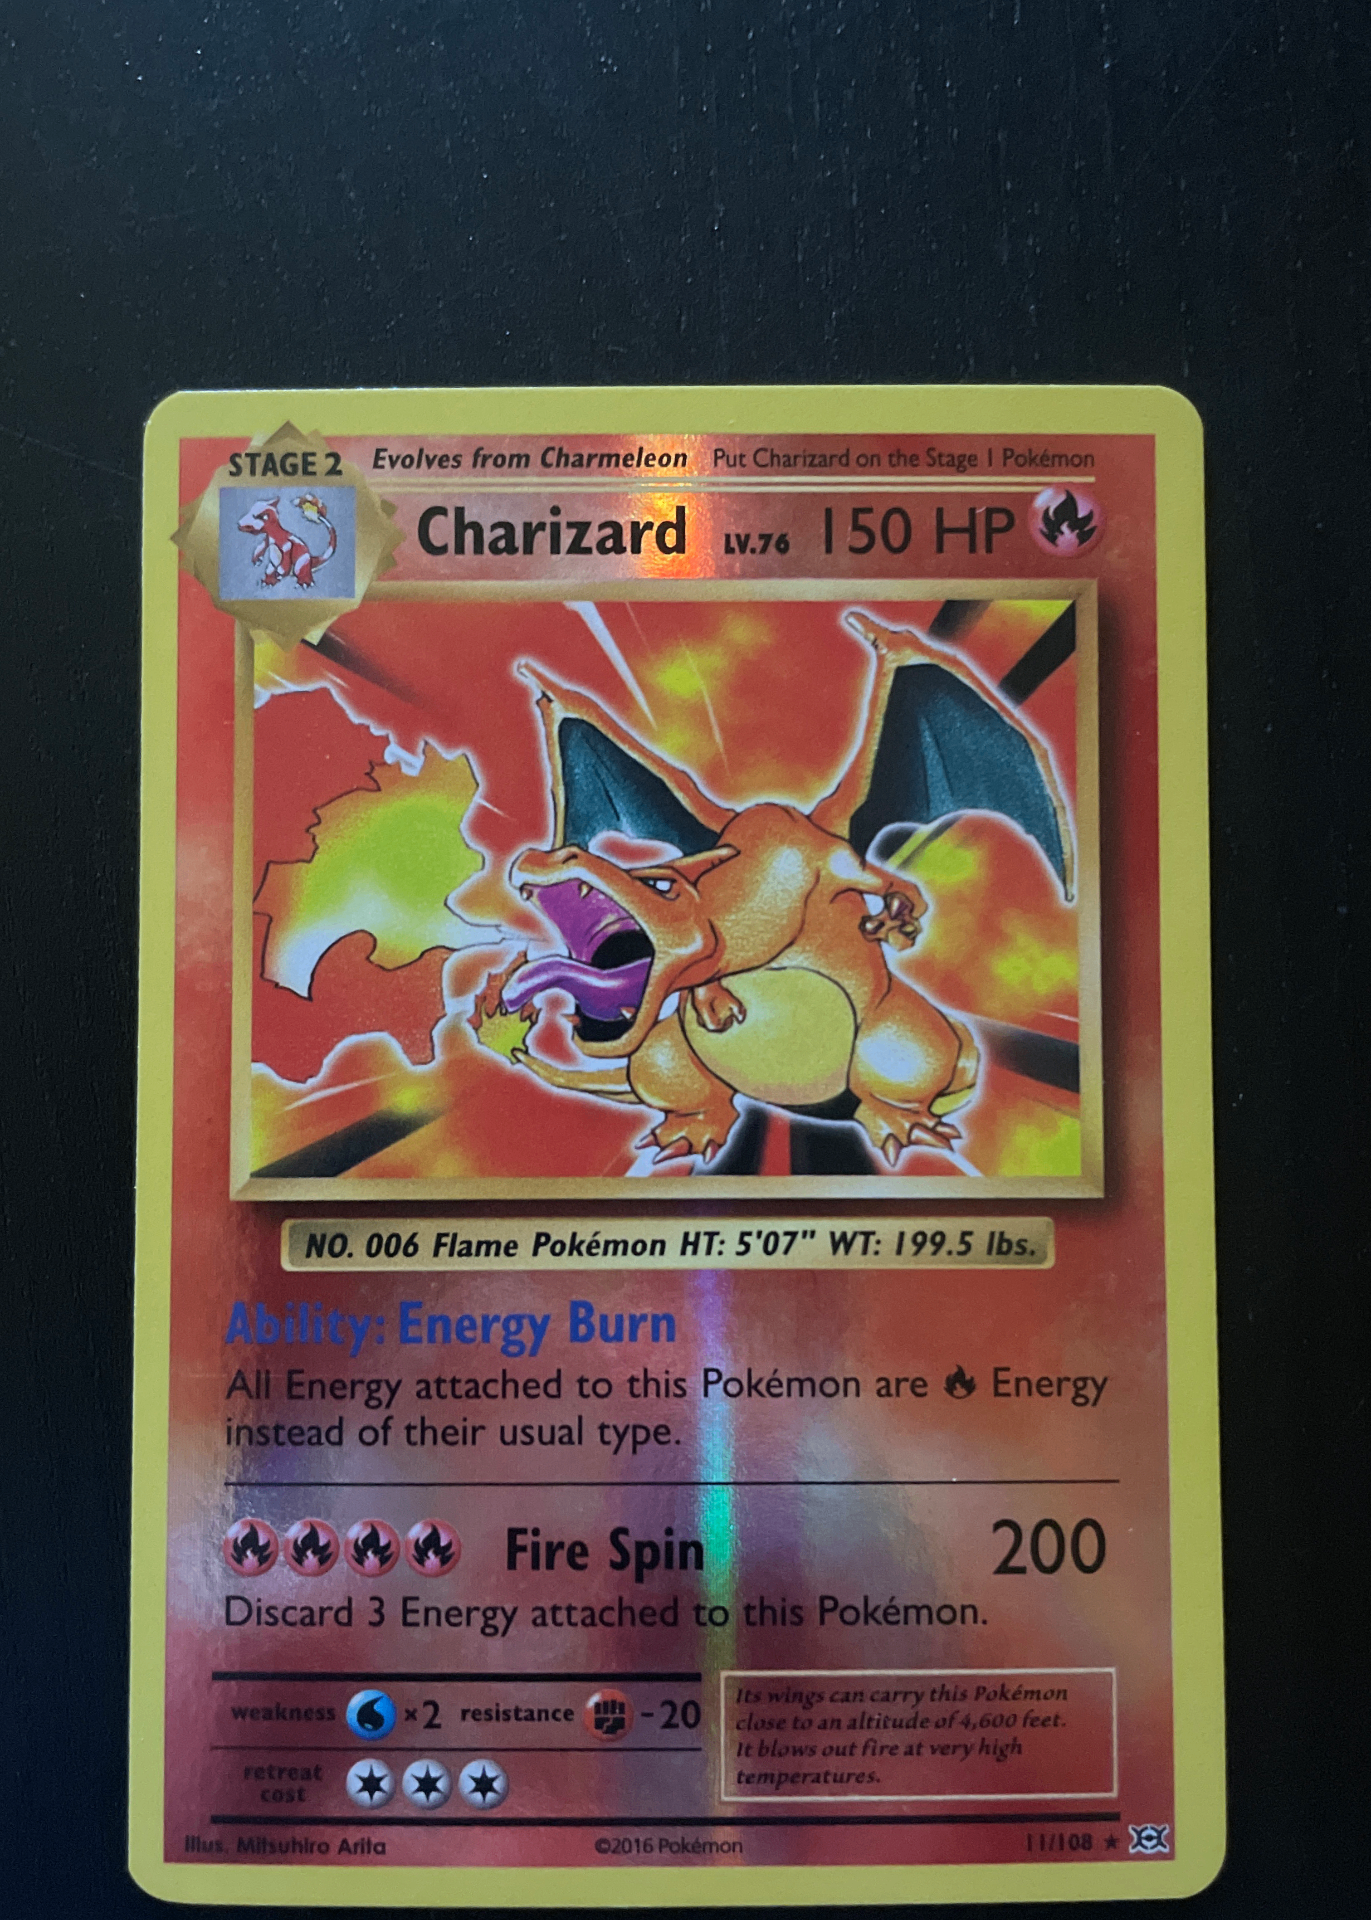 STAGE 2 Evolves from Charmeleon Put Charizard on the Stage 1 Pokémon
Charizard LV.76 150 HP
NO. 006 Flame Pokémon HT: 5'07" WT: 199.5 lbs.
Ability: Energy Burn
All Energy attached to this Pokémon are Energy
instead of their usual type.
Fire Spin 200
Discard 3 Energy attached to this Pokémon.
weakness ×2 resistance -20
retreat
cost
Its wings can carry this Pokémon
close to an altitude of 4,600 feet.
It blows out fire at very high
temperatures.
Illus. Mitsuhiro Arita ©2016 Pokémon 11/108 ★